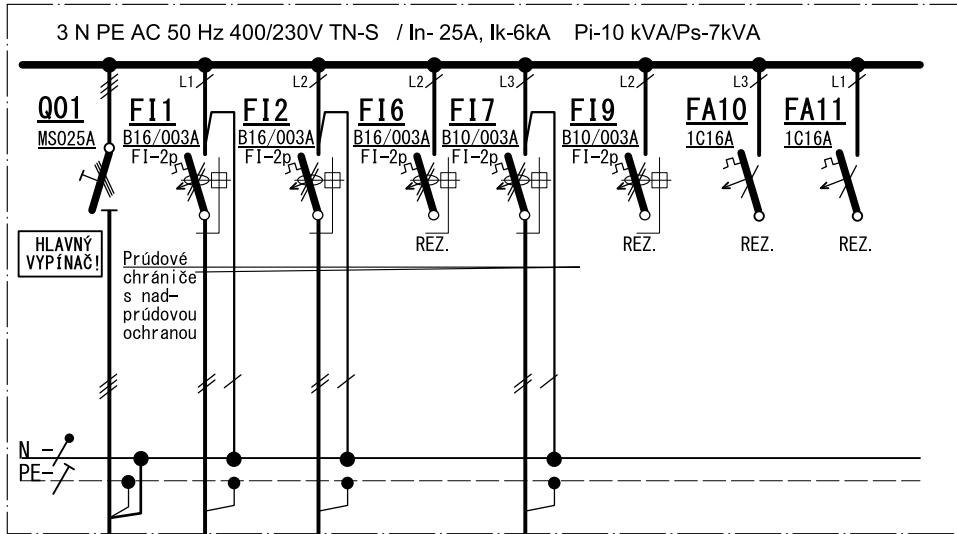 3 N PE AC 50 Hz 400/230V TN-S / In- 25A, Ik-6kA Pi-10 kVA/Ps-7kVA
L1 L2 L2 L3 L2 L3 L1
Q01 FI1 FI2 FI6 FI7 FI9 FA10 FA11
MSO25A B16/003A B16/003A B16/003A B10/003A B10/003A 1C16A 1C16A
FI-2p FI-2p FI-2p FI-2p FI-2p
REZ. REZ. REZ. REZ.
HLAVNÝ
VYPÍNAČ!
Prúdové
chrániče
s nad-
prúdovou
ochranou
N
PE